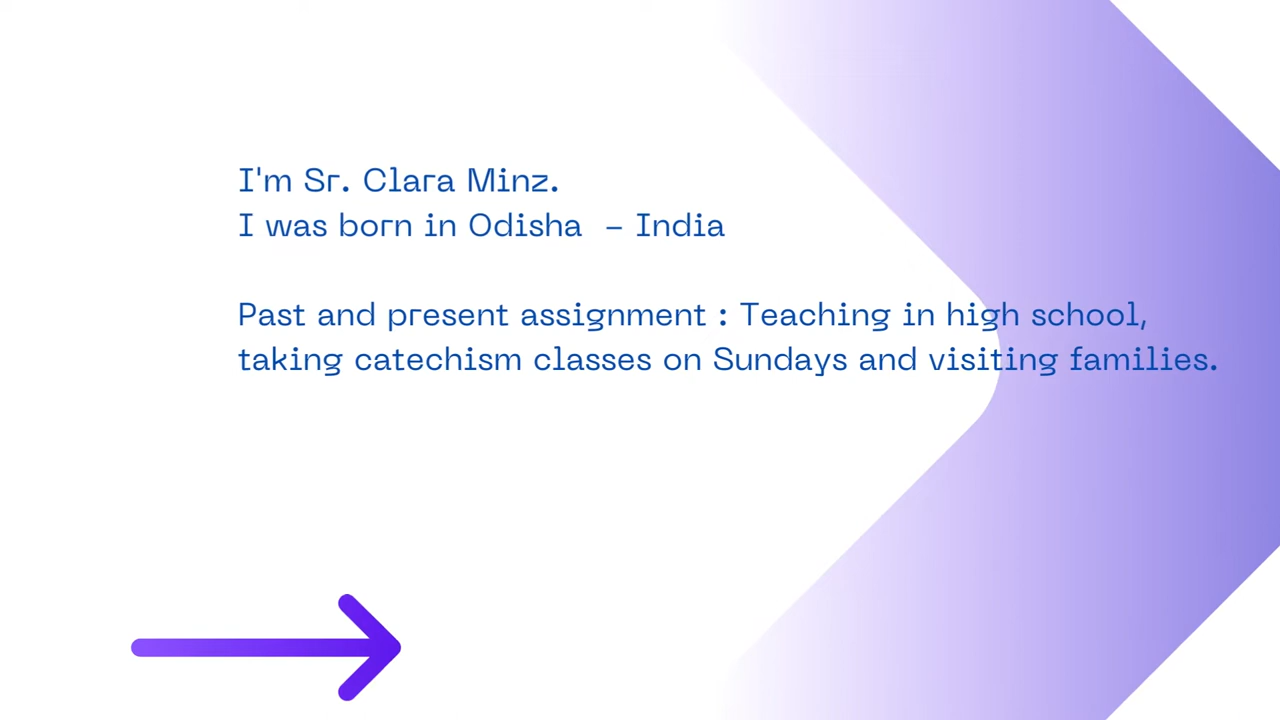 I'm Sr. Clara Minz.
I was born in Odisha – India
Past and present assignment : Teaching in high school,
taking catechism classes on Sundays and visiting families.